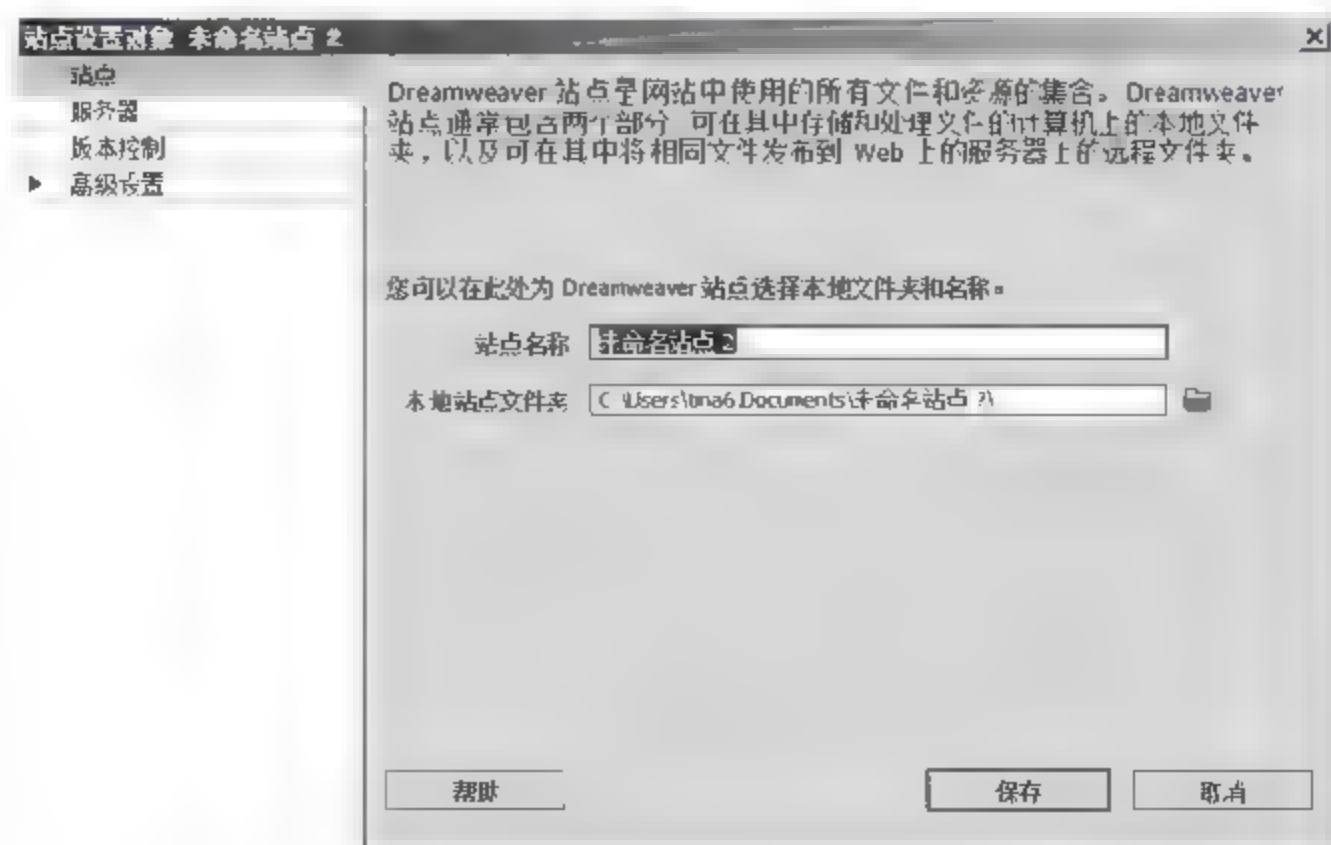 站点设置对象 未命名站点 2
站点
服务器
版本控制
高级设置
Dreamweaver 站点是网站中使用的所有文件和资源的集合。Dreamweaver
站点通常包含两个部分 可在其中存储和处理文件的计算机上的本地文件
夹，以及可在其中将相同文件发布到 Web 上的服务器上的远程文件夹。
您可以在此处为 Dreamweaver 站点选择本地文件夹和名称。
站点名称 未命名站点 2
本地站点文件夹 C \Users\ Documents\未命名站点 2\
帮助 保存 取消